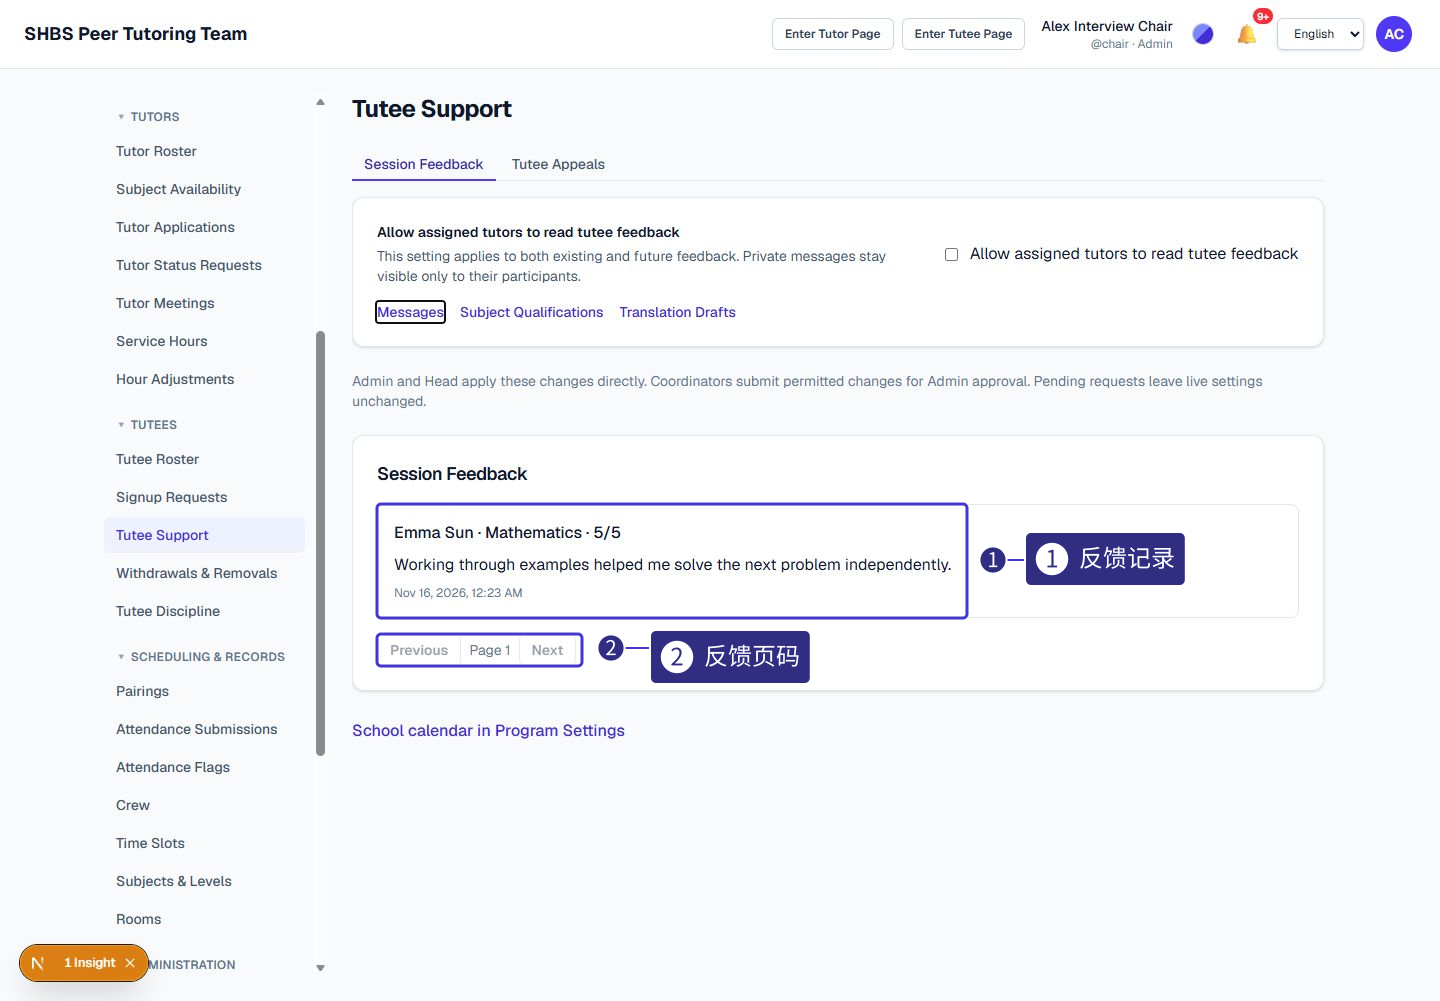 SHBS Peer Tutoring Team
Enter Tutor Page
Enter Tutee Page
Alex Interview Chair
@chair · Admin
9+
English
AC
TUTORS
Tutor Roster
Subject Availability
Tutor Applications
Tutor Status Requests
Tutor Meetings
Service Hours
Hour Adjustments
TUTEES
Tutee Roster
Signup Requests
Tutee Support
Withdrawals & Removals
Tutee Discipline
SCHEDULING & RECORDS
Pairings
Attendance Submissions
Attendance Flags
Crew
Time Slots
Subjects & Levels
Rooms
MINISTRATION
N
1 Insight ×
Tutee Support
Session Feedback
Tutee Appeals
Allow assigned tutors to read tutee feedback
This setting applies to both existing and future feedback. Private messages stay
visible only to their participants.
Allow assigned tutors to read tutee feedback
Messages
Subject Qualifications
Translation Drafts
Admin and Head apply these changes directly. Coordinators submit permitted changes for Admin approval. Pending requests leave live settings
unchanged.
Session Feedback
Emma Sun · Mathematics · 5/5
Working through examples helped me solve the next problem independently.
Nov 16, 2026, 12:23 AM
1
1 反馈记录
Previous
Page 1
Next
2
2 反馈页码
School calendar in Program Settings